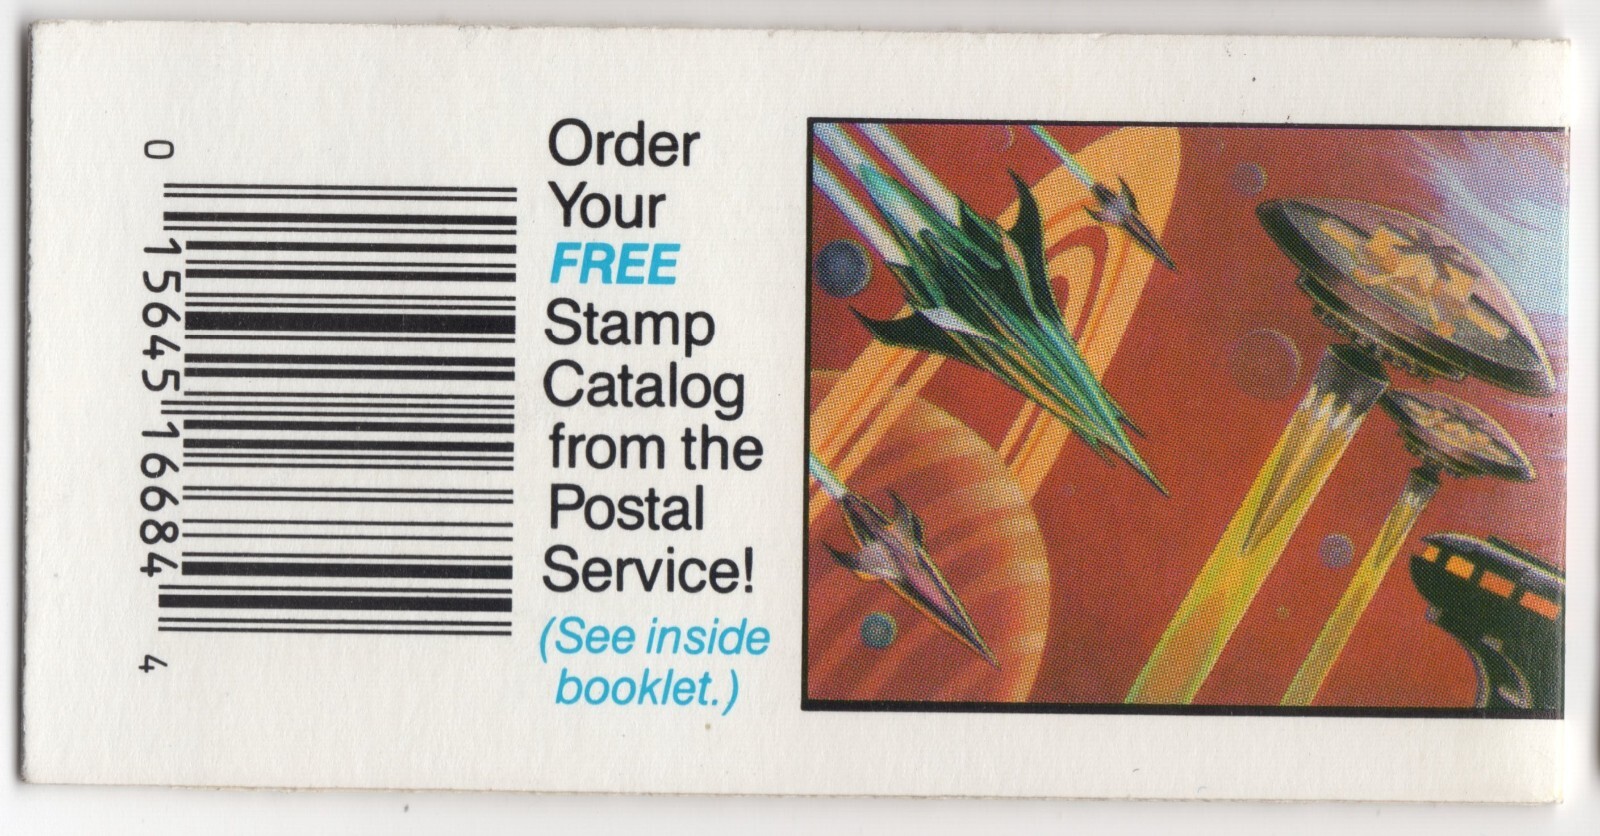 0 15645 16684 4
Order
Your
FREE
Stamp
Catalog
from the
Postal
Service!
(See inside
booklet.)